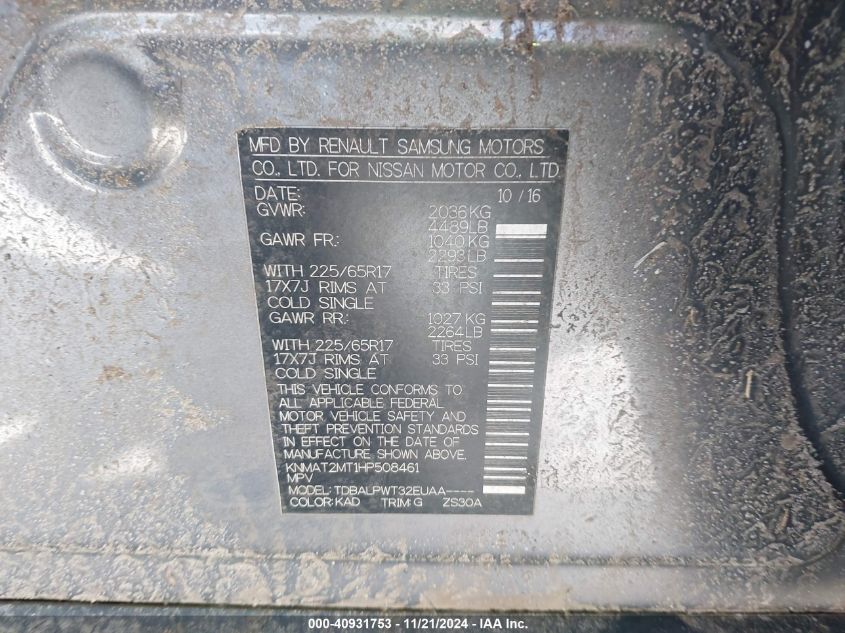 MFD BY RENAULT SAMSUNG MOTORS
CO., LTD. FOR NISSAN MOTOR CO., LTD
DATE: 10 / 16
GVWR: 2036KG
4489LB
GAWR FR.: 1040KG
2293LB
WITH 225/65R17 TIRES
17X7J RIMS AT 33 PSI
COLD SINGLE
GAWR RR.: 1027KG
2264LB
WITH 225/65R17 TIRES
17X7J RIMS AT 33 PSI
COLD SINGLE
THIS VEHICLE CONFORMS TO
ALL APPLICABLE FEDERAL
MOTOR VEHICLE SAFETY AND
THEFT PREVENTION STANDARDS
IN EFFECT ON THE DATE OF
MANUFACTURE SHOWN ABOVE.
KNMAT2MT1HP508461
MPV
MODEL: TDBALPWT32EUAA----
COLOR: KAD TRIM: G ZS30A
000-40931753 - 11/21/2024 - IAA Inc.